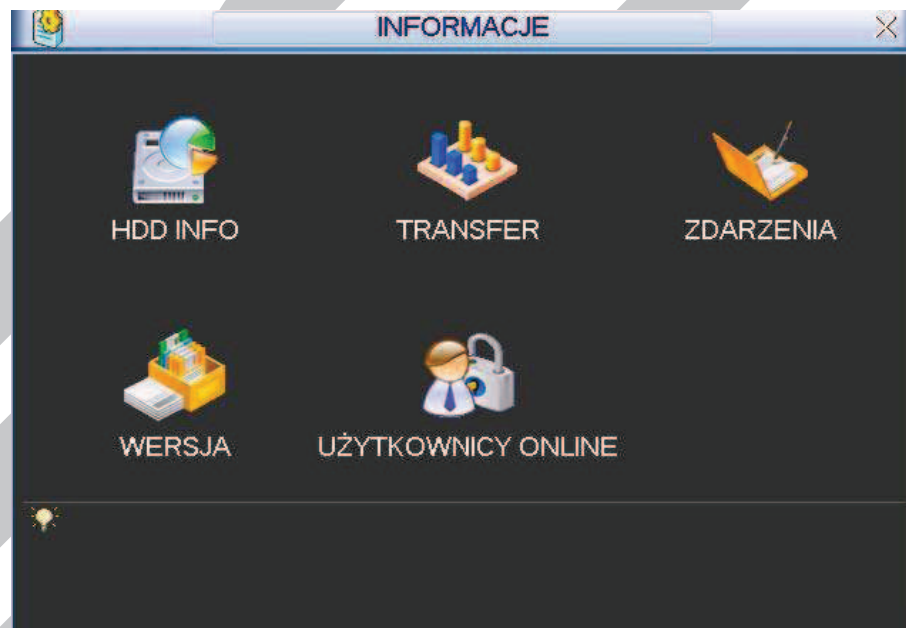 INFORMACJE
HDD INFO
TRANSFER
ZDARZENIA
WERSJA
UŻYTKOWNICY ONLINE